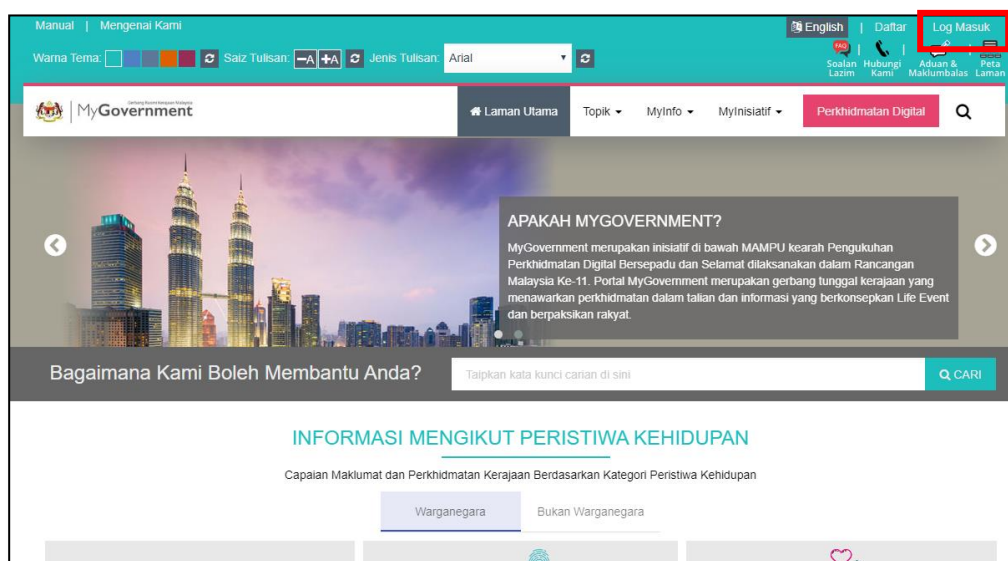 Manual | Mengenai Kami
English | Daftar Log Masuk
Warna Tema: Saiz Tulisan: -A +A Jenis Tulisan: Arial
FAQ
Soalan Lazim
Hubungi Kami
Aduan & Maklumbalas
Peta Laman
MyGovernment
Laman Utama Topik MyInfo MyInisiatif Perkhidmatan Digital
APAKAH MYGOVERNMENT?
MyGovernment merupakan inisiatif di bawah MAMPU kearah Pengukuhan
Perkhidmatan Digital Bersepadu dan Selamat dilaksanakan dalam Rancangan
Malaysia Ke-11. Portal MyGovernment merupakan gerbang tunggal kerajaan yang
menawarkan perkhidmatan dalam talian dan informasi yang berkonsepkan Life Event
dan berpaksikan rakyat.
Bagaimana Kami Boleh Membantu Anda? Taipkan kata kunci carian di sini CARI
INFORMASI MENGIKUT PERISTIWA KEHIDUPAN
Capaian Maklumat dan Perkhidmatan Kerajaan Berdasarkan Kategori Peristiwa Kehidupan
Warganegara Bukan Warganegara